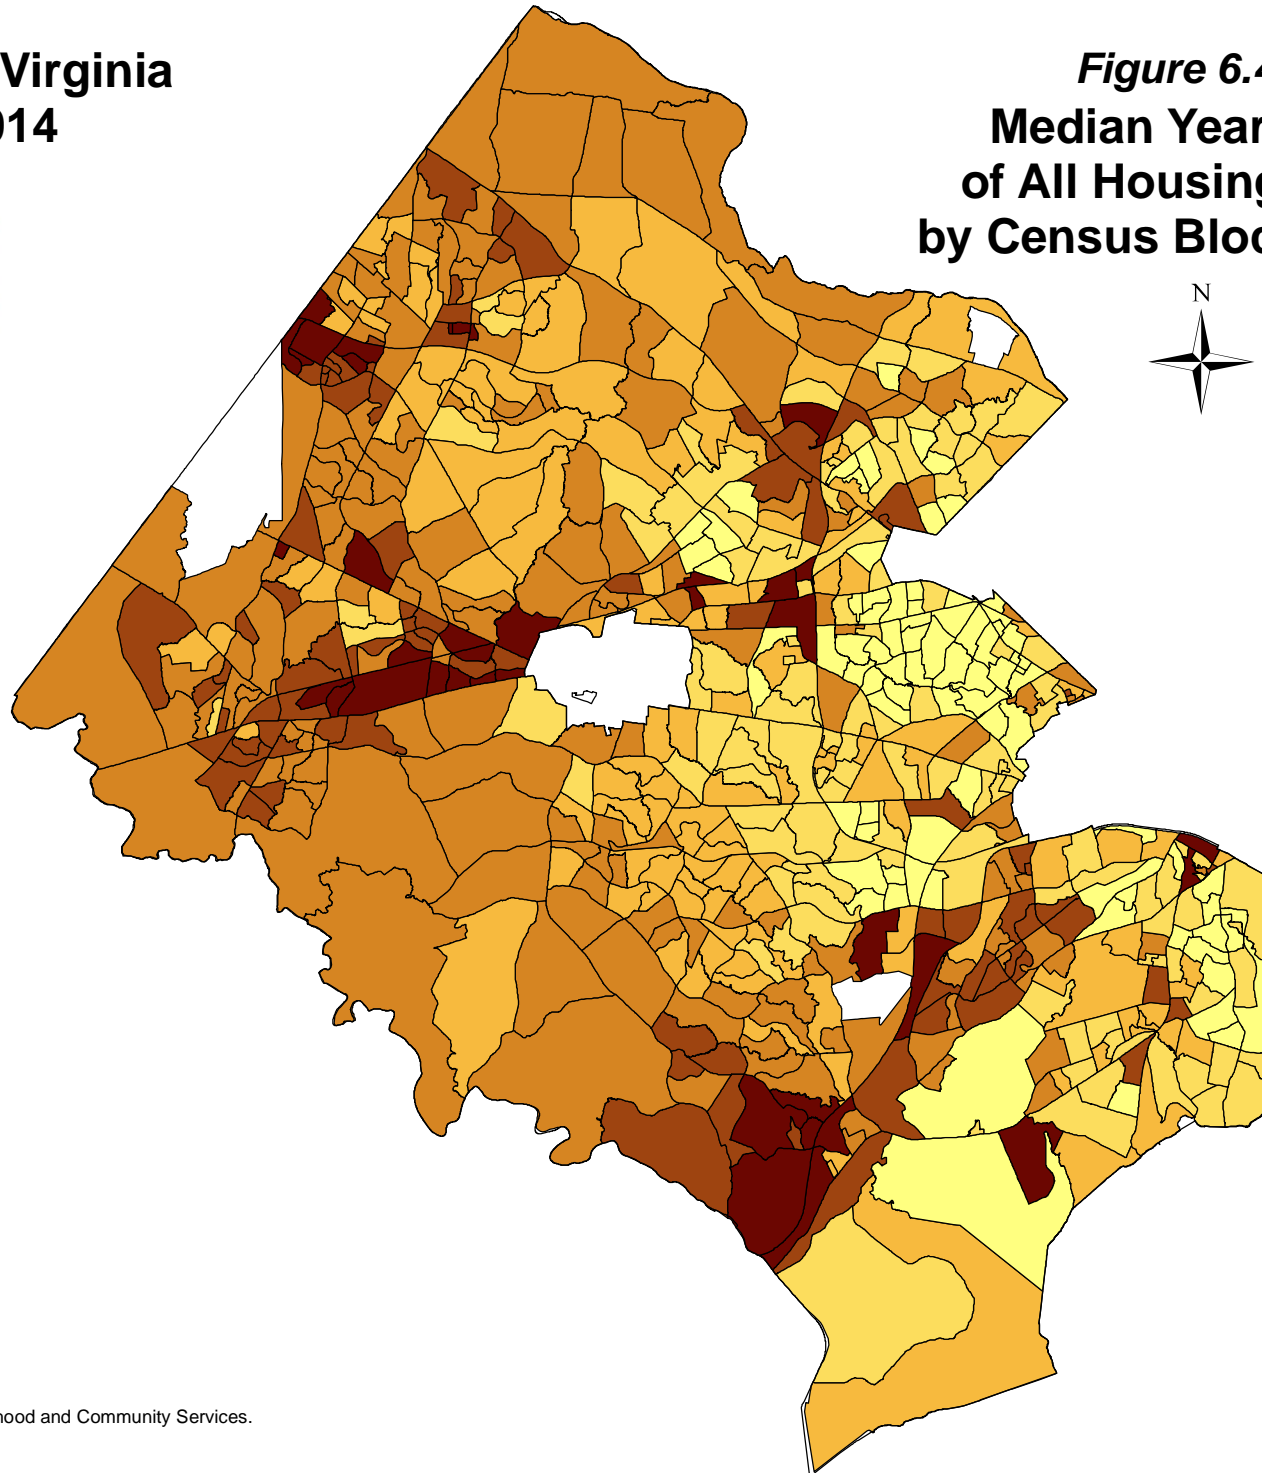 Virginia
014
Figure 6.4
Median Year
of All Housing
by Census Bloc
N
hood and Community Services.